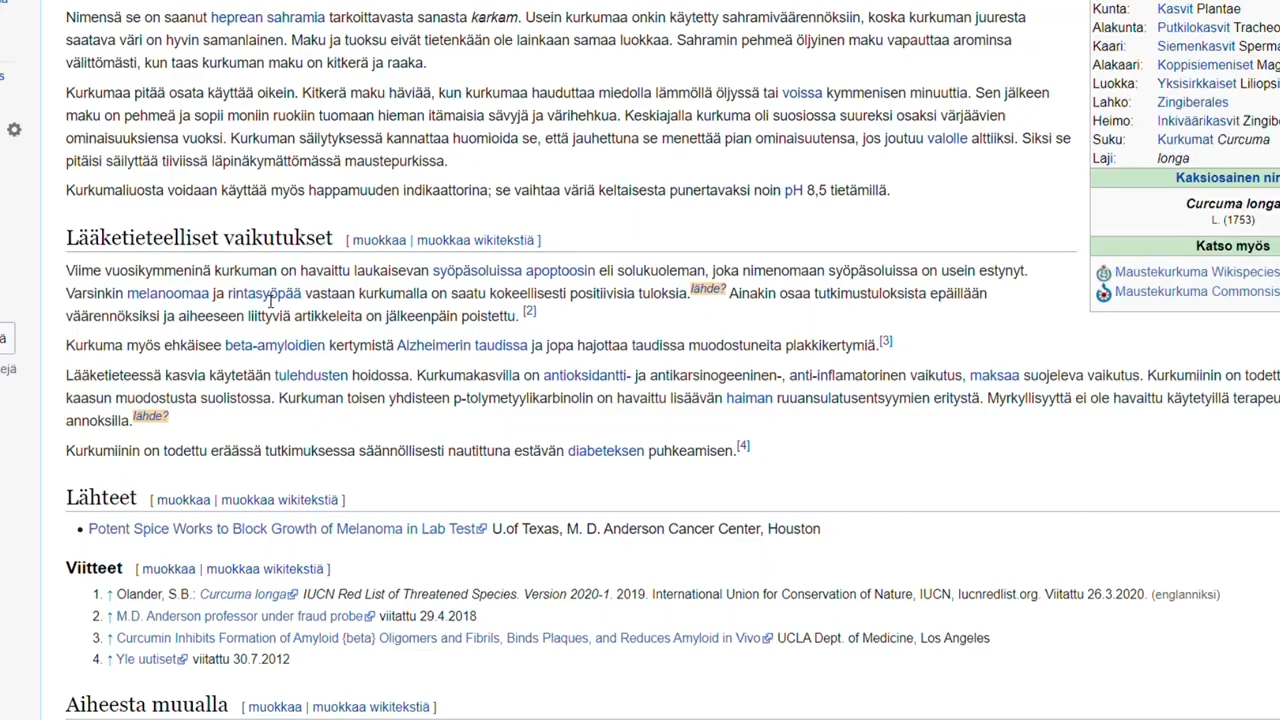 Nimensä se on saanut heprean sahramia tarkoittavasta sanasta karkam. Usein kurkumaa onkin käytetty sahramiväärennöksiin, koska kurkuman juuresta
saatava väri on hyvin samanlainen. Maku ja tuoksu eivät tietenkään ole lainkaan samaa luokkaa. Sahramin pehmeä öljyinen maku vapauttaa arominsa
välittömästi, kun taas kurkuman maku on kitkerä ja raaka.
Kurkumaa pitää osata käyttää oikein. Kitkerä maku häviää, kun kurkumaa hauduttaa miedolla lämmöllä öljyssä tai voissa kymmenisen minuuttia. Sen jälkeen
maku on pehmeä ja sopii moniin ruokiin tuomaan hieman itämaisia sävyjä ja värihehkua. Keskiajalla kurkuma oli suosiossa suureksi osaksi värjäävien
ominaisuuksiensa vuoksi. Kurkuman säilytyksessä kannattaa huomioida se, että jauhettuna se menettää pian ominaisuutensa, jos joutuu valolle alttiiksi. Siksi se
pitäisi säilyttää tiiviissä läpinäkymättömässä maustepurkissa.
Kurkumaliuosta voidaan käyttää myös happamuuden indikaattorina; se vaihtaa väriä keltaisesta punertavaksi noin pH 8,5 tietämillä.
Lääketieteelliset vaikutukset [ muokkaa | muokkaa wikitekstiä ]
Viime vuosikymmeninä kurkuman on havaittu laukaisevan syöpäsoluissa apoptoosin eli solukuoleman, joka nimenomaan syöpäsoluissa on usein estynyt.
Varsinkin melanoomaa ja rintasyöpää vastaan kurkumalla on saatu kokeellisesti positiivisia tuloksia.lähde? Ainakin osaa tutkimustuloksista epäillään
väärennöksiksi ja aiheeseen liittyviä artikkeleita on jälkeenpäin poistettu. [2]
Kurkuma myös ehkäisee beta-amyloidien kertymistä Alzheimerin taudissa ja jopa hajottaa taudissa muodostuneita plakkikertymiä.[3]
Lääketieteessä kasvia käytetään tulehdusten hoidossa. Kurkumakasvilla on antioksidantti- ja antikarsinogeeninen-, anti-inflamatorinen vaikutus, maksaa suojeleva vaikutus. Kurkumiinin on todett
kaasun muodostusta suolistossa. Kurkuman toisen yhdisteen p-tolymetyylikarbinolin on havaittu lisäävän haiman ruuansulatusentsyymien eritystä. Myrkyllisyyttä ei ole havaittu käytetyillä terapeu
annoksilla.lähde?
Kurkumiinin on todettu eräässä tutkimuksessa säännöllisesti nautittuna estävän diabeteksen puhkeamisen.[4]
Lähteet [ muokkaa | muokkaa wikitekstiä ]
• Potent Spice Works to Block Growth of Melanoma in Lab Test U.of Texas, M. D. Anderson Cancer Center, Houston
Viitteet [ muokkaa | muokkaa wikitekstiä ]
1. ↑ Olander, S.B.: Curcuma longa IUCN Red List of Threatened Species. Version 2020-1. 2019. International Union for Conservation of Nature, IUCN, Iucnredlist.org. Viitattu 26.3.2020. (englanniksi)
2. ↑ M.D. Anderson professor under fraud probe viitattu 29.4.2018
3. ↑ Curcumin Inhibits Formation of Amyloid {beta} Oligomers and Fibrils, Binds Plaques, and Reduces Amyloid in Vivo UCLA Dept. of Medicine, Los Angeles
4. ↑ Yle uutiset viitattu 30.7.2012
Aiheesta muualla [ muokkaa | muokkaa wikitekstiä ]
Kunta: Kasvit Plantae
Alakunta: Putkilokasvit Tracheo
Kaari: Siemenkasvit Sperma
Alakaari: Koppisiemeniset Mag
Luokka: Yksisirkkaiset Liliopsi
Lahko: Zingiberales
Heimo: Inkiväärikasvit Zingibe
Suku: Kurkumat Curcuma
Laji: longa
Kaksiosainen nin
Curcuma longa
L. (1753)
Katso myös
Maustekurkuma Wikispecies
Maustekurkuma Commonsis
s
ä
ejä